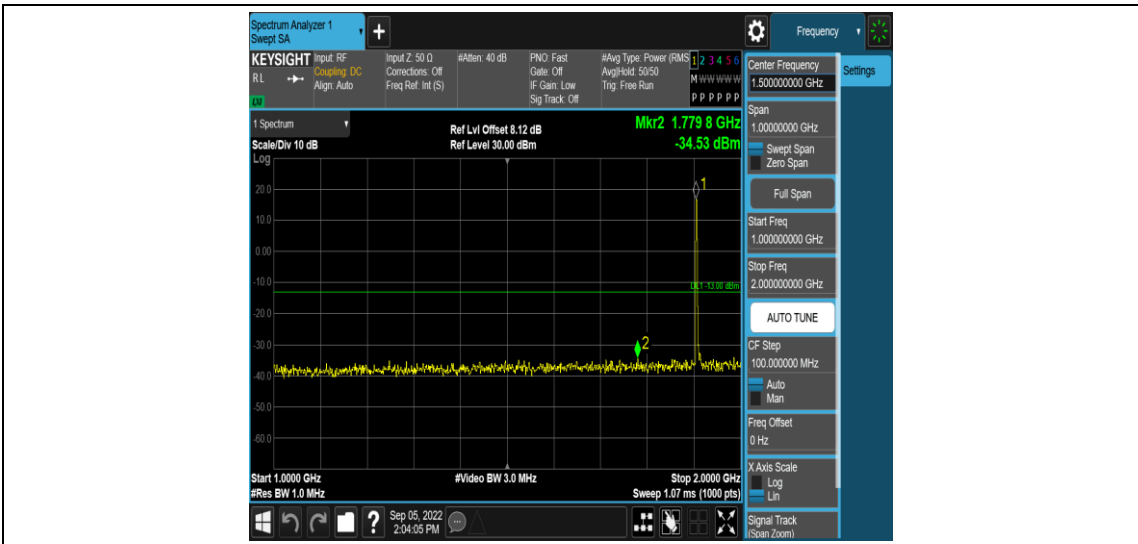 Spectrum Analyzer 1
Swept SA
Frequency
KEYSIGHT
RL
LXI
Input: RF
Coupling: DC
Align: Auto
Input Z: 50 Ω
Corrections: Off
Freq Ref: Int (S)
#Atten: 40 dB
PNO: Fast
Gate: Off
IF Gain: Low
Sig Track: Off
#Avg Type: Power (RMS
Avg|Hold: 50/50
Trig: Free Run
1 2 3 4 5 6
M W W W W W
P P P P P P
1 Spectrum
Scale/Div 10 dB
Log
Ref Lvl Offset 8.12 dB
Ref Level 30.00 dBm
Mkr2 1.779 8 GHz
-34.53 dBm
20.0
10.0
0.00
-10.0
-20.0
-30.0
-40.0
-50.0
-60.0
1
DL1 -13.00 dBm
2
Start 1.0000 GHz
#Res BW 1.0 MHz
#Video BW 3.0 MHz
Stop 2.0000 GHz
Sweep 1.07 ms (1000 pts)
?
Sep 05, 2022
2:04:05 PM
Center Frequency
1.500000000 GHz
Settings
Span
1.00000000 GHz
Swept Span
Zero Span
Full Span
Start Freq
1.000000000 GHz
Stop Freq
2.000000000 GHz
AUTO TUNE
CF Step
100.000000 MHz
Auto
Man
Freq Offset
0 Hz
X Axis Scale
Log
Lin
Signal Track
(Span Zoom)